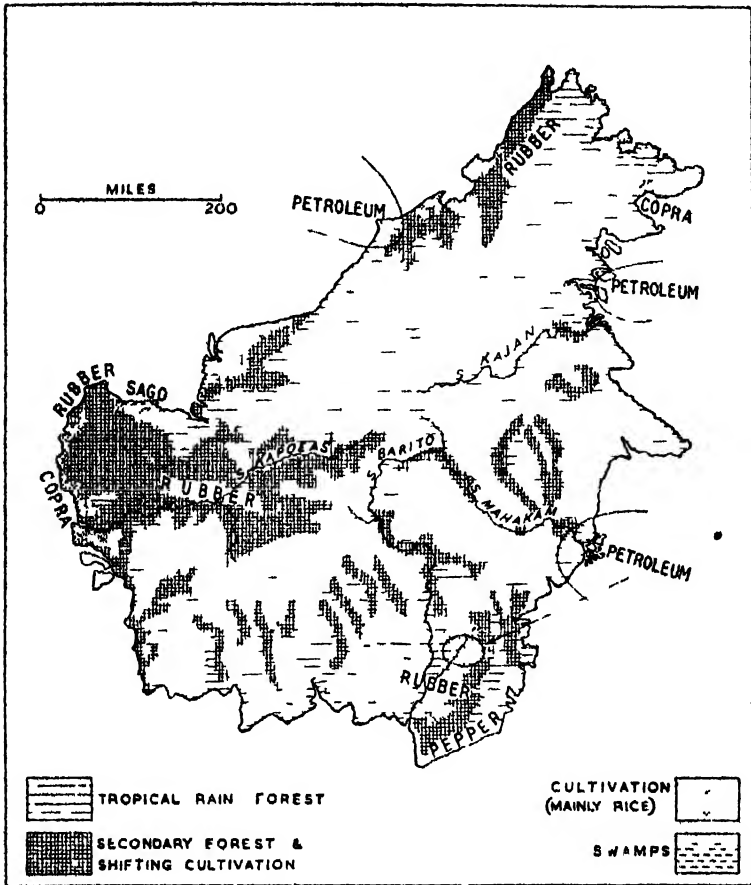 MILES
0 200
PETROLEUM
RUBBER
COPRA
PETROLEUM
S. KAJAN
RUBBER
SAGO
S. KAPOEAS
S. BARITO
RUBBER
COPRA
S. MAHAKAM
PETROLEUM
RUBBER
PEPPER
TROPICAL RAIN FOREST
CULTIVATION
(MAINLY RICE)
SECONDARY FOREST &
SHIFTING CULTIVATION
SWAMPS